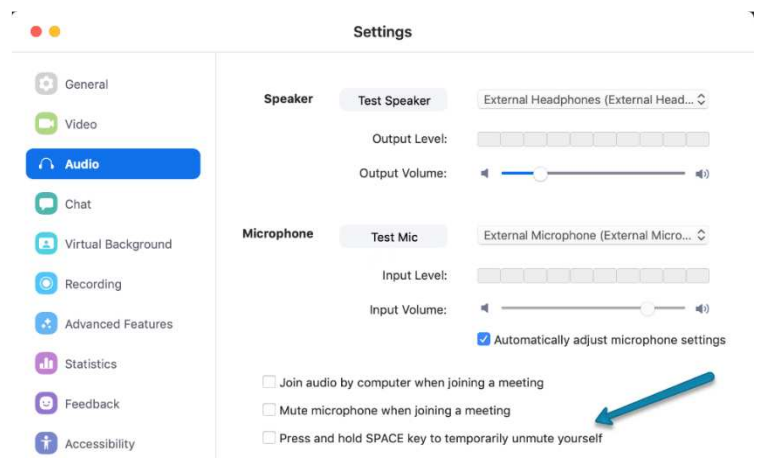 Settings
General
Video
Audio
Chat
Virtual Background
Recording
Advanced Features
Statistics
Feedback
Accessibility
Speaker Test Speaker External Headphones (External Head...
Output Level:
Output Volume:
Microphone Test Mic External Microphone (External Micro...
Input Level:
Input Volume:
Automatically adjust microphone settings
Join audio by computer when joining a meeting
Mute microphone when joining a meeting
Press and hold SPACE key to temporarily unmute yourself